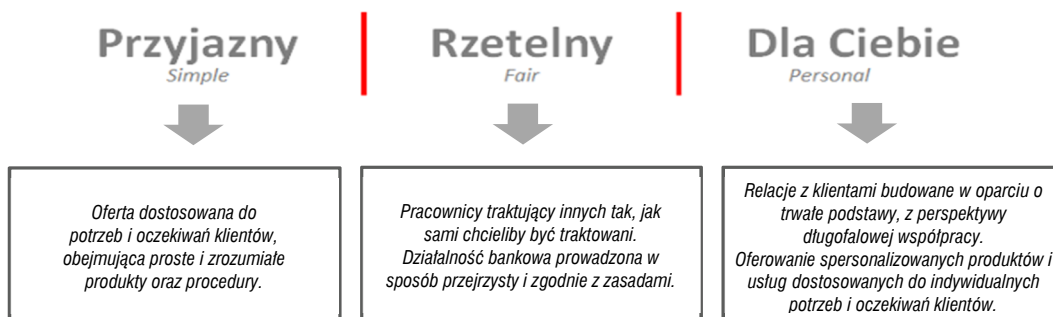 Przyjazny
Simple
Rzetelny
Fair
Dla Ciebie
Personal
Oferta dostosowana do
potrzeb i oczekiwań klientów,
obejmująca proste i zrozumiałe
produkty oraz procedury.
Pracownicy traktujący innych tak, jak
sami chcieliby być traktowani.
Działalność bankowa prowadzona w
sposób przejrzysty i zgodnie z zasadami.
Relacje z klientami budowane w oparciu o
trwałe podstawy, z perspektywy
długofalowej współpracy.
Oferowanie spersonalizowanych produktów i
usług dostosowanych do indywidualnych
potrzeb i oczekiwań klientów.